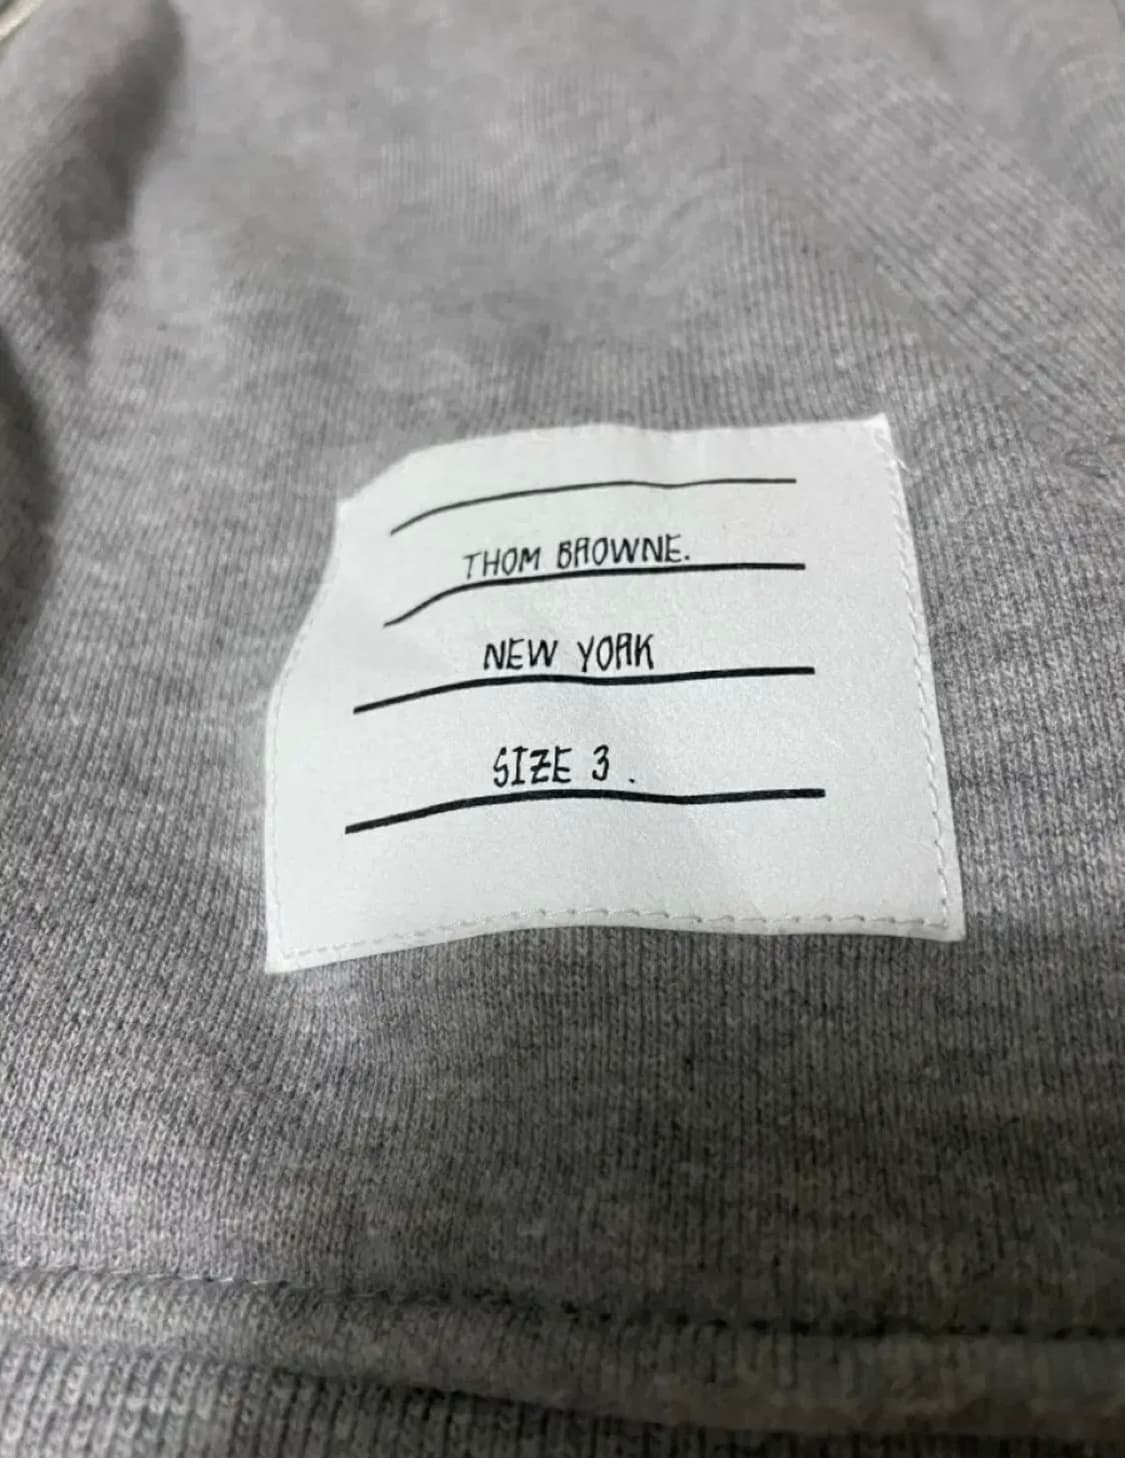 THOM BROWNE.
NEW YORK
SIZE 3.